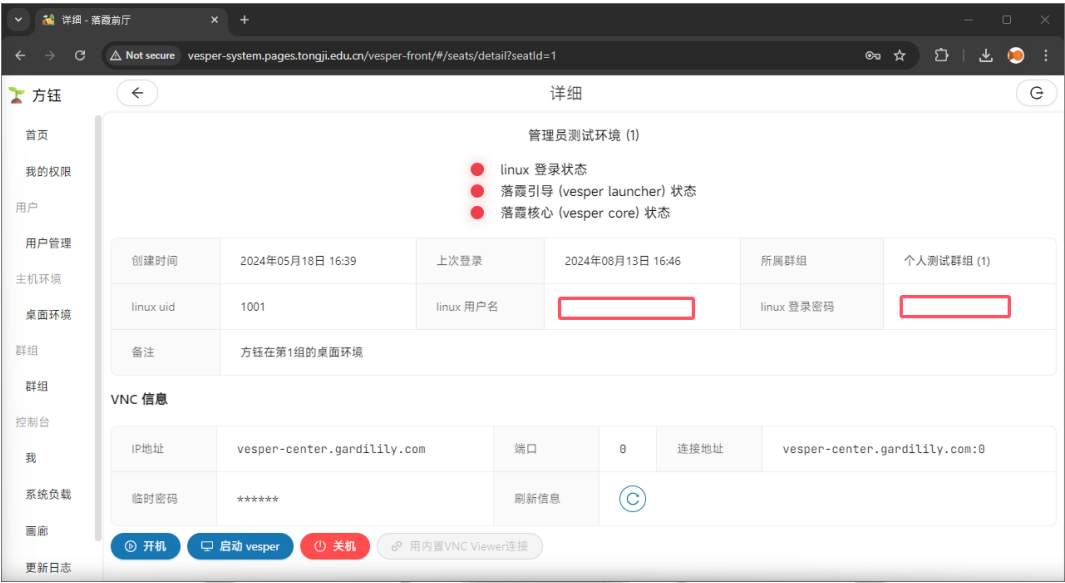 详细 - 落霞前厅
Not secure vesper-system.pages.tongji.edu.cn/vesper-front/#/seats/detail?seatId=1
方钰
详细
首页
我的权限
用户
用户管理
主机环境
桌面环境
群组
群组
控制台
我
系统负载
画廊
更新日志
管理员测试环境 (1)
linux 登录状态
落霞引导 (vesper launcher) 状态
落霞核心 (vesper core) 状态
创建时间 2024年05月18日 16:39 上次登录 2024年08月13日 16:46 所属群组 个人测试群组 (1)
linux uid 1001 linux 用户名 linux 登录密码
备注 方钰在第1组的桌面环境
VNC 信息
IP地址 vesper-center.gardilily.com 端口 0 连接地址 vesper-center.gardilily.com:0
临时密码 ****** 刷新信息
开机 启动 vesper 关机 用内置VNC Viewer连接